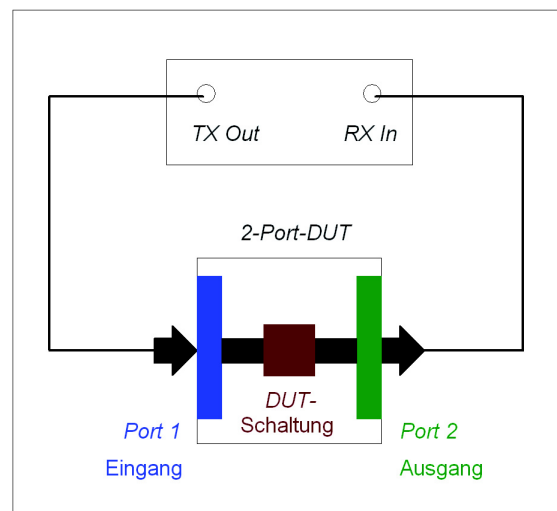 TX Out
RX In
2-Port-DUT
DUT-
Schaltung
Port 1
Eingang
Port 2
Ausgang